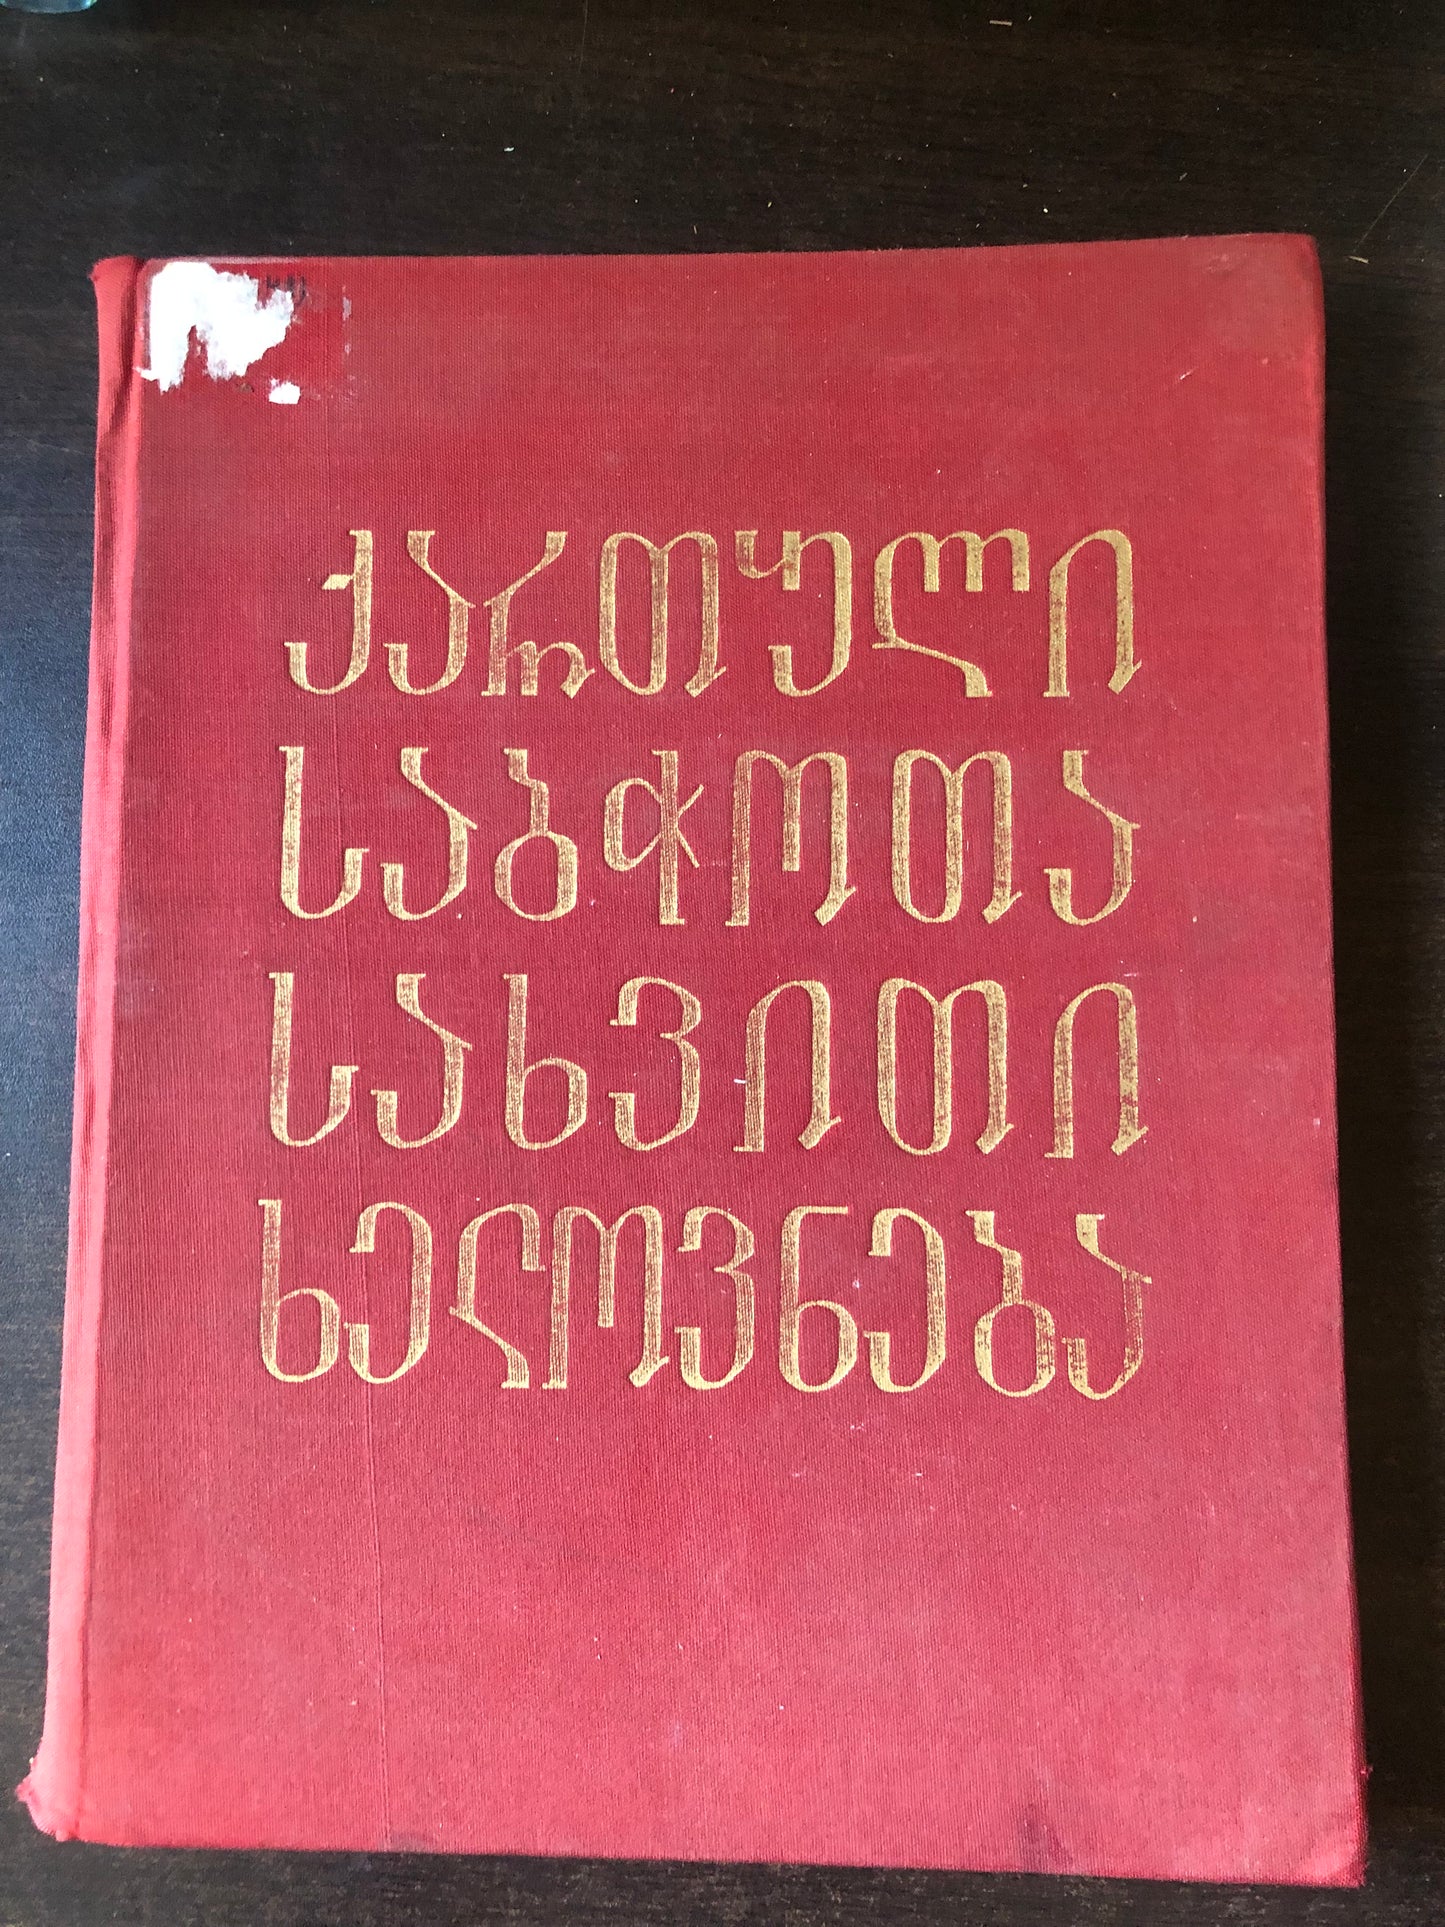 ქართული
საბჭოთა
სახვითი
ხელოვნება